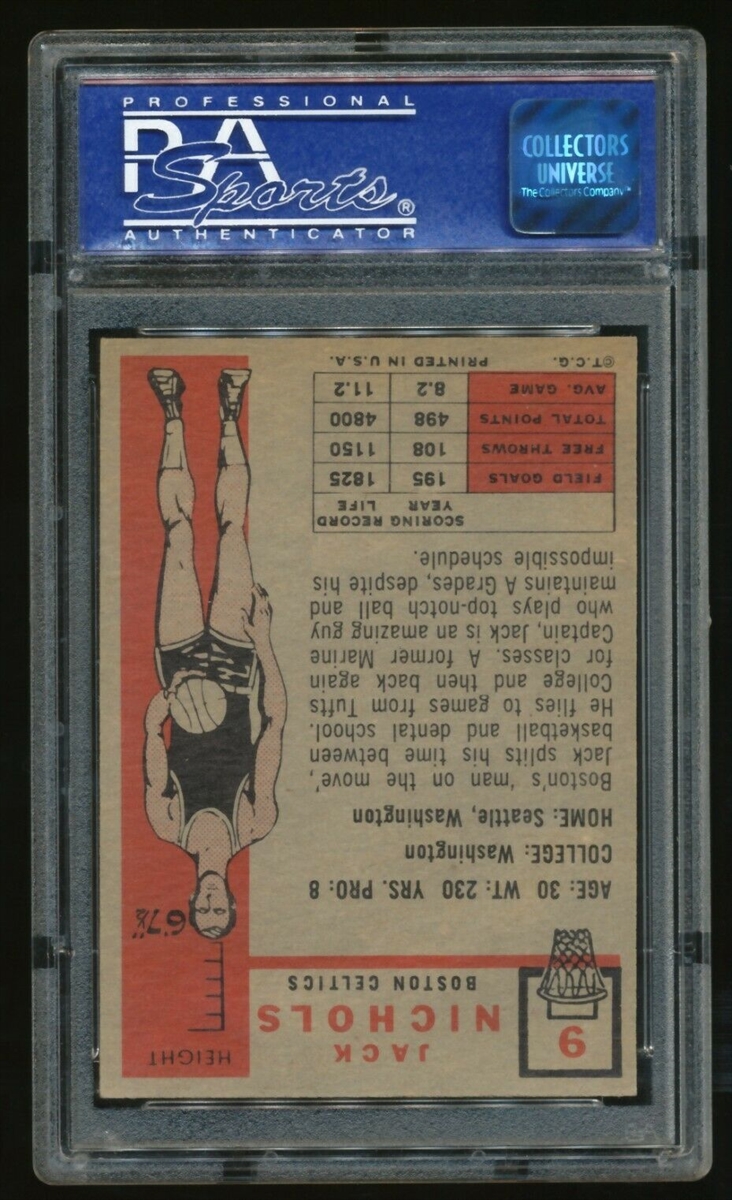 PROFESSIONAL
PSA
Sports®
AUTHENTICATOR
COLLECTORS
UNIVERSE
The Collectors Company™
9
JACK
NICHOLS
BOSTON CELTICS
HEIGHT
AGE: 30 WT: 230 YRS. PRO: 8
COLLEGE: Washington
HOME: Seattle, Washington
Boston's 'man on the move',
Jack splits his time between
basketball and dental school.
He flies to games from Tufts
College and then back again
for classes. A former Marine
Captain, Jack is an amazing guy
who plays top-notch ball and
maintains A Grades, despite his
impossible schedule.
SCORING RECORD YEAR LIFE
FIELD GOALS 195 1825
FREE THROWS 108 1150
TOTAL POINTS 498 4800
AVG. GAME 8.2 11.2
©T.C.G. PRINTED IN U.S.A.